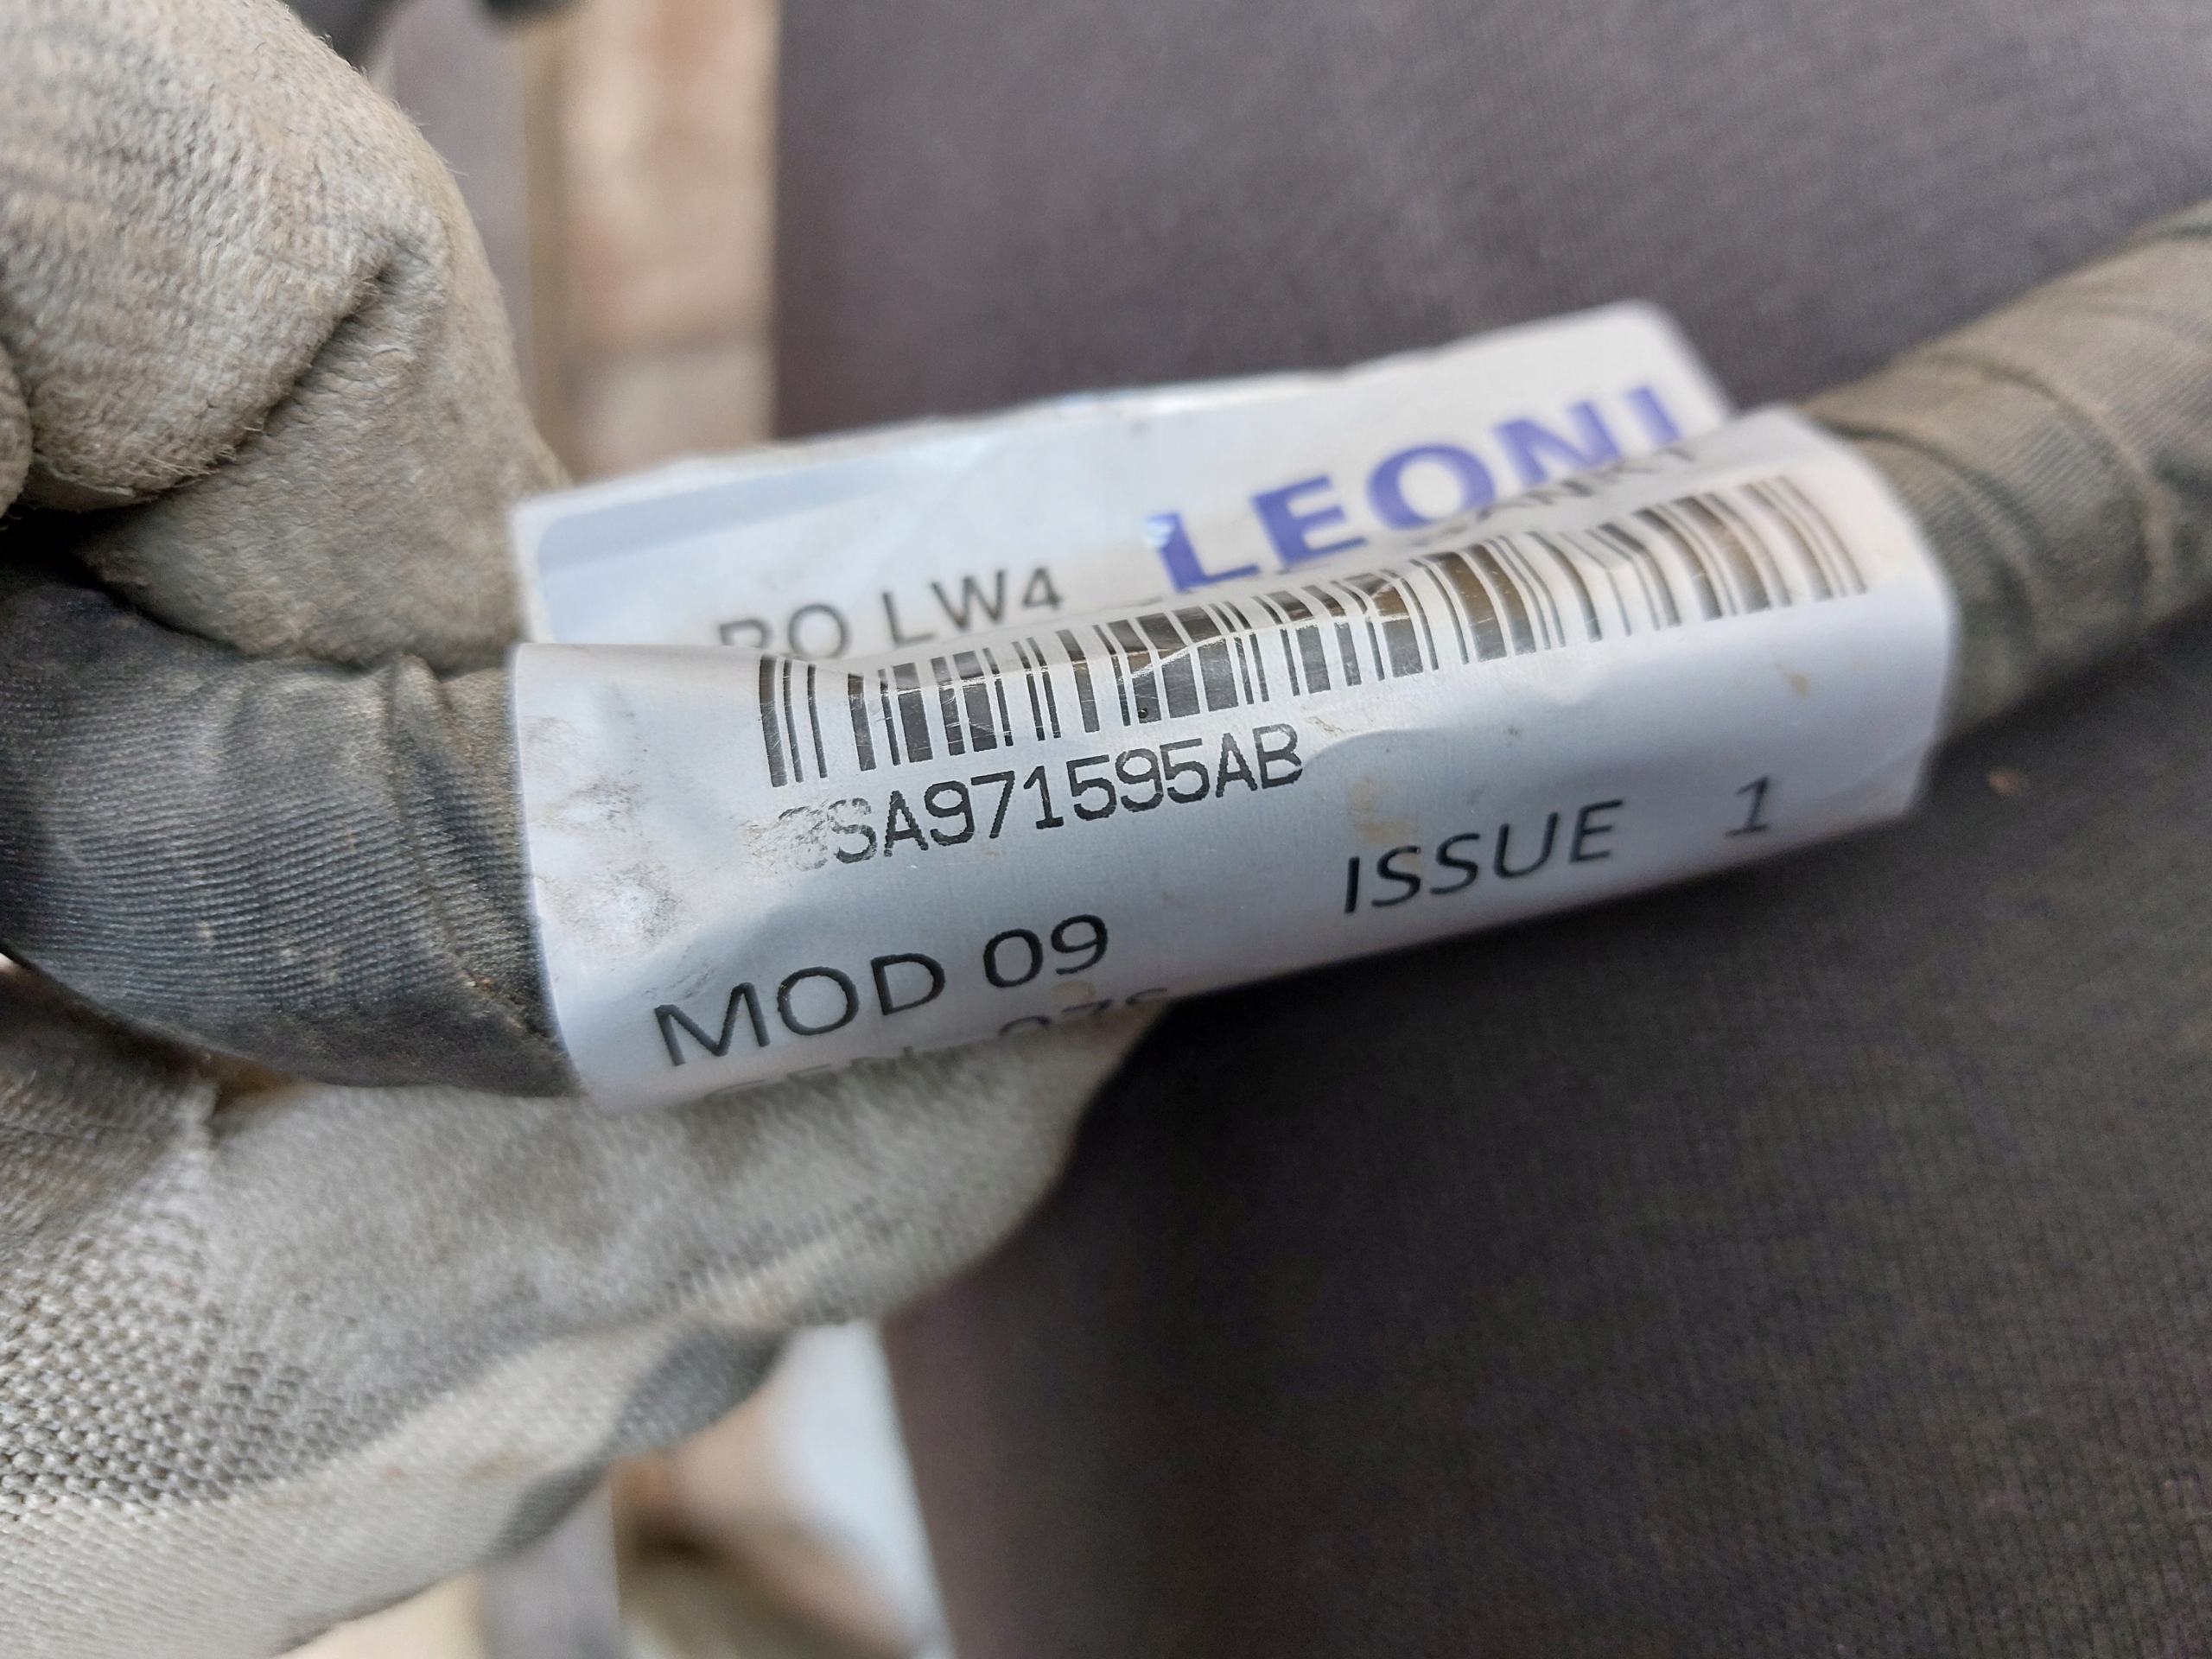 LEONI
LW4
SA971595AB
ISSUE 1
MOD 09